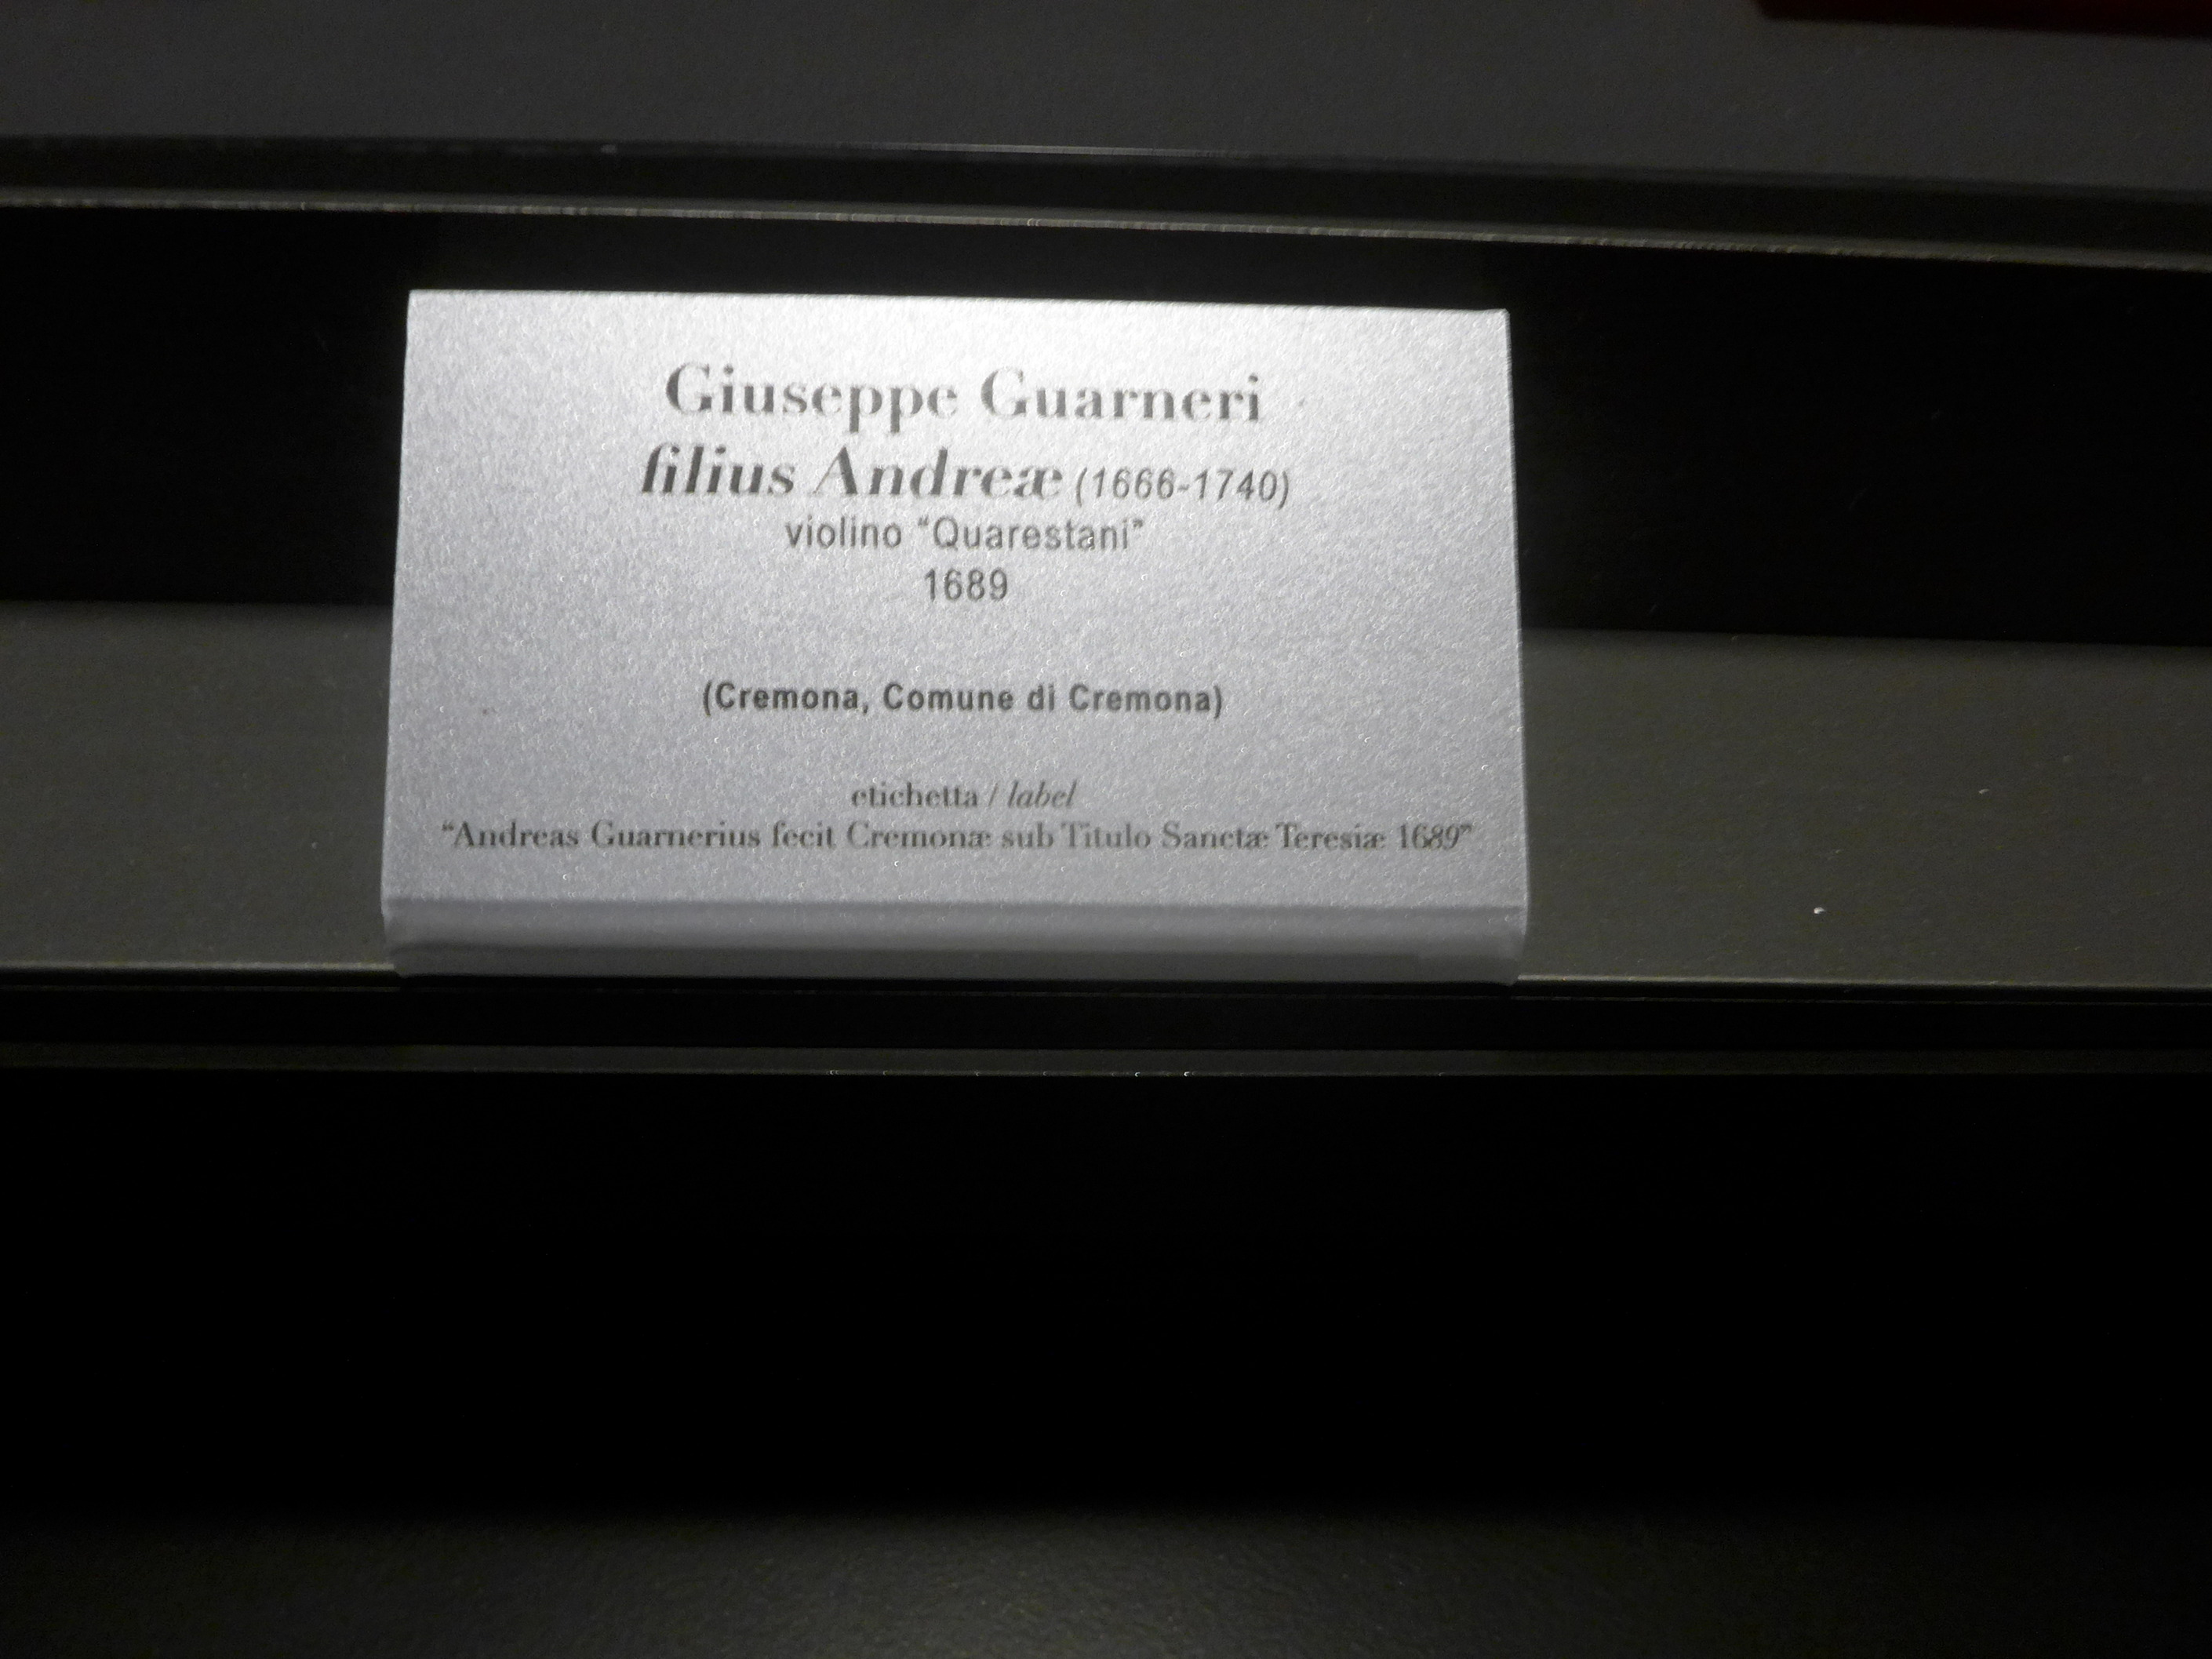 Giuseppe Guarneri
filius Andreæ (1666-1740)
violino “Quarestani”
1689
(Cremona, Comune di Cremona)
etichetta / label
“Andreas Guarnerius fecit Cremonæ sub Titulo Sanctæ Teresiæ 1689”